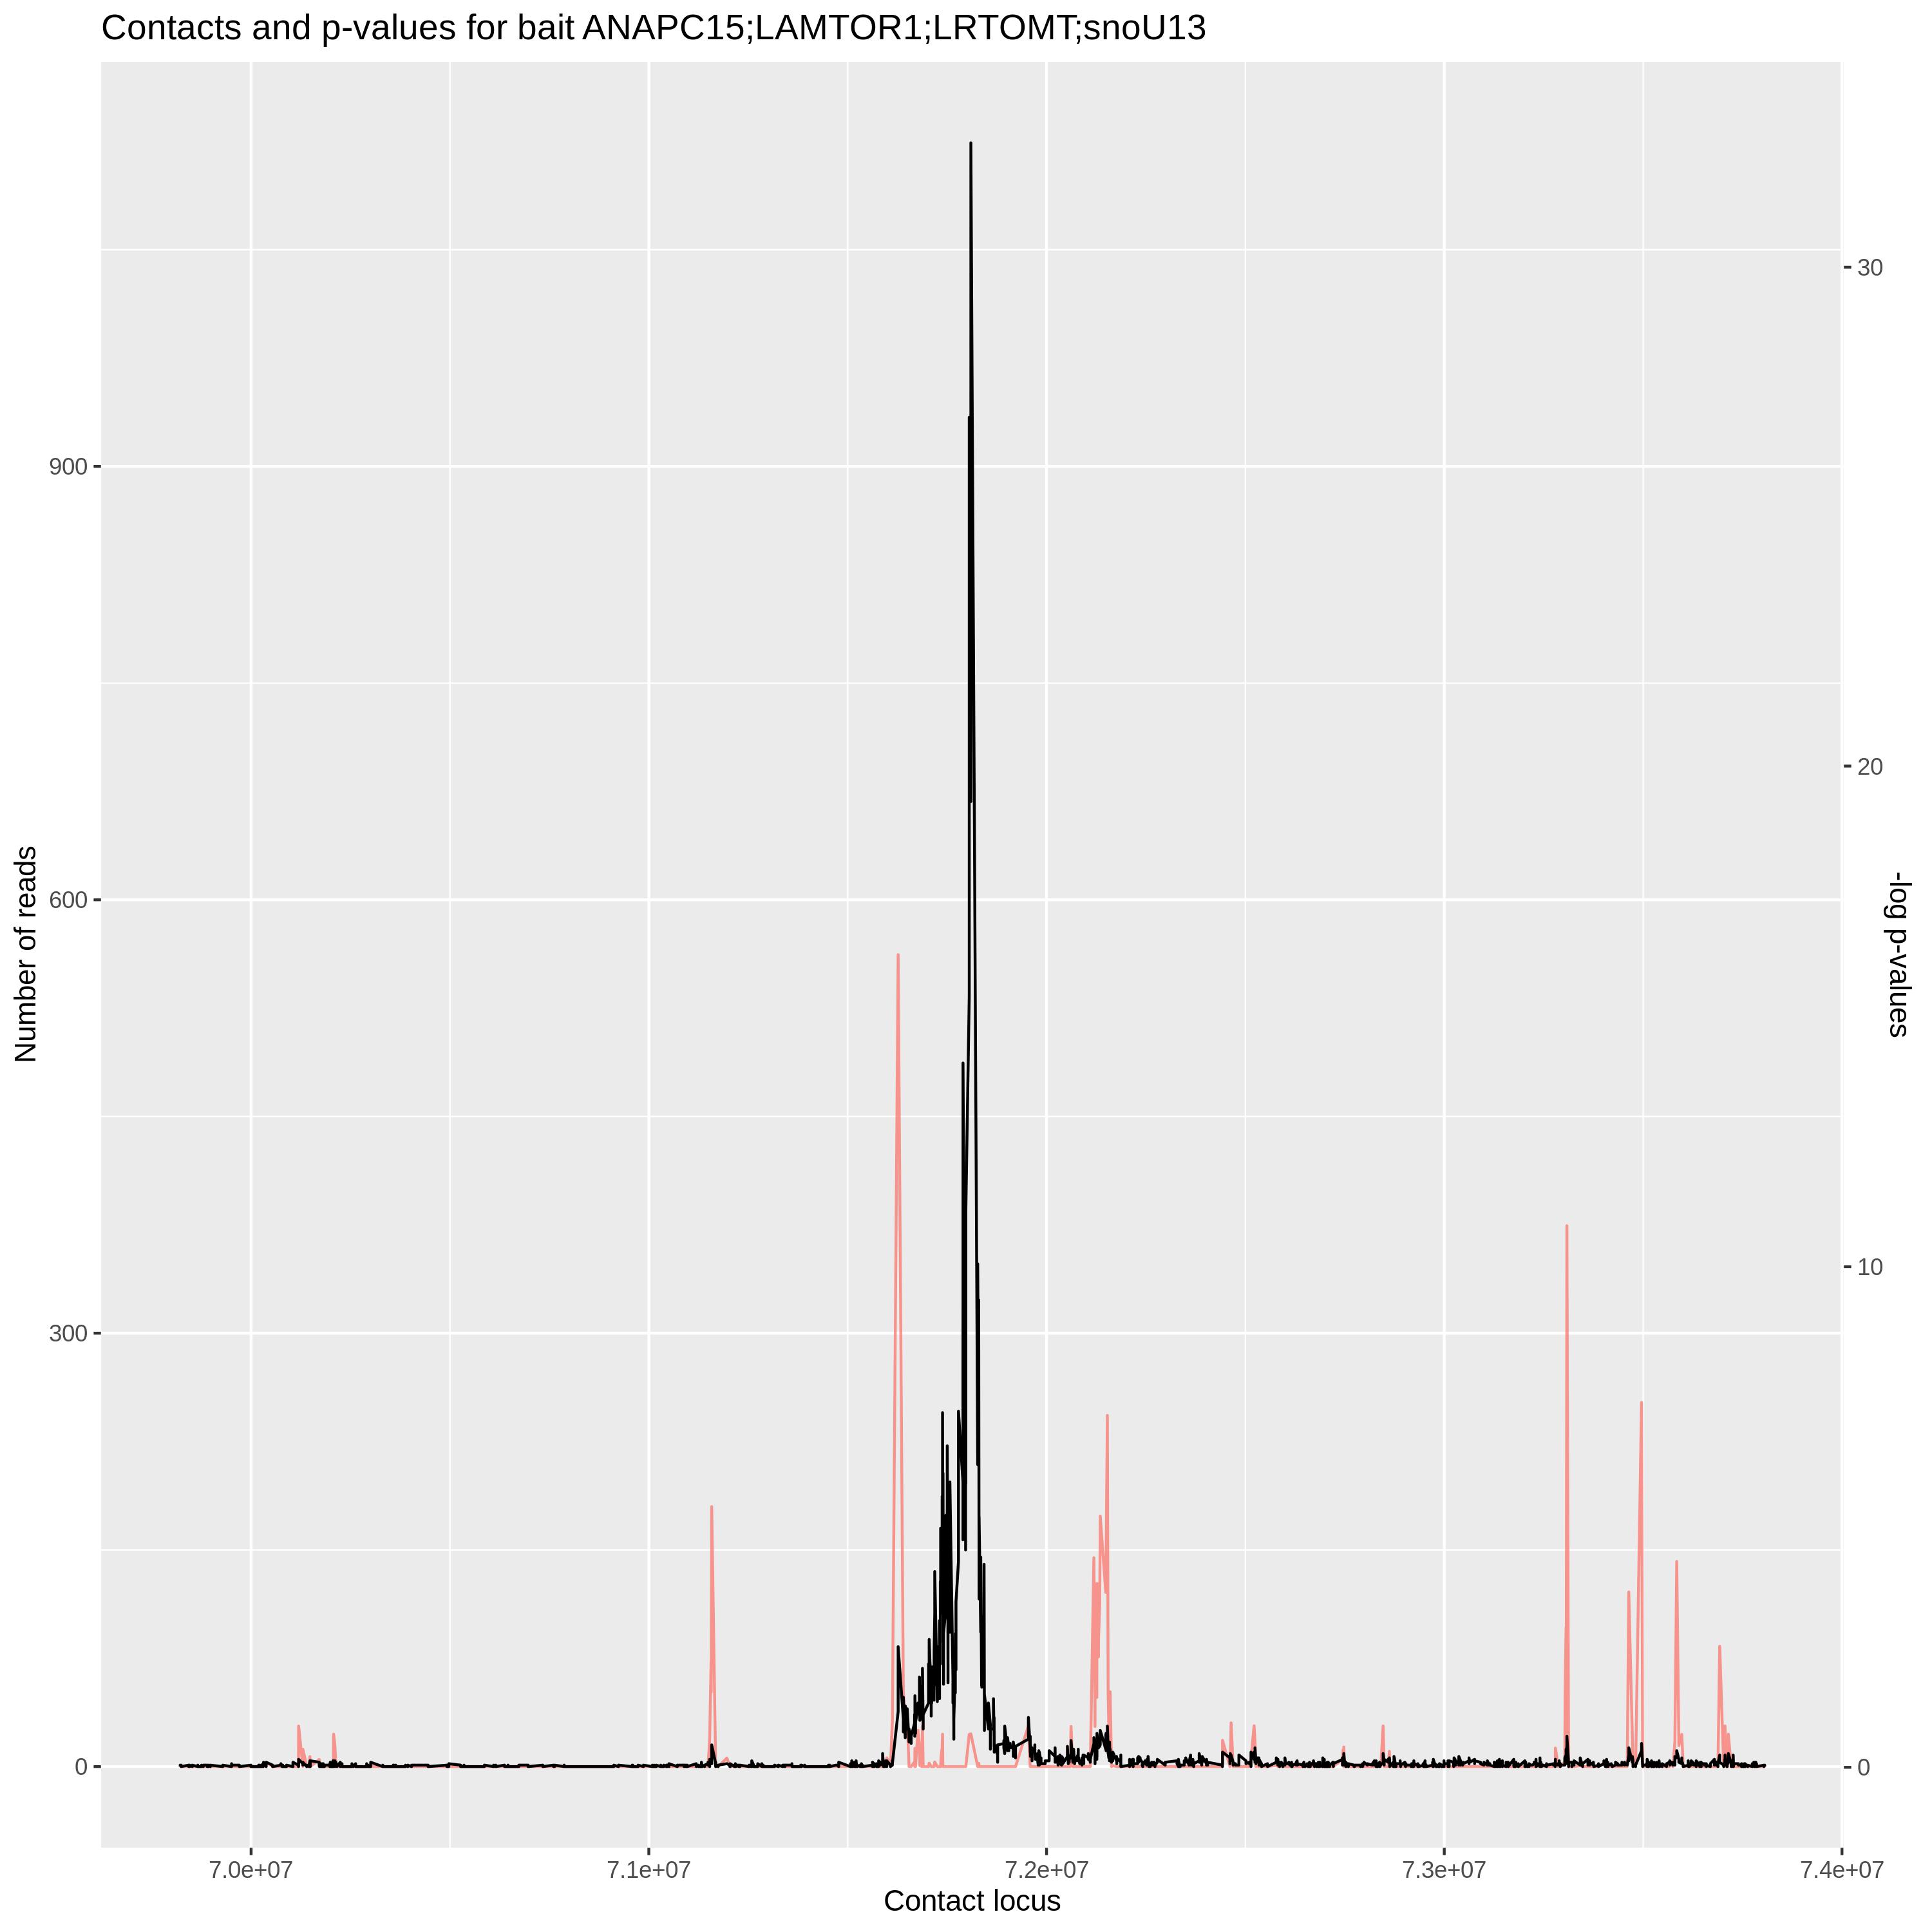 Contacts and p-values for bait ANAPC15;LAMTOR1;LRTOMT;snoU13
Number of reads
900
600
300
0
30
20
10
0
-log p-values
7.0e+07 7.1e+07 7.2e+07 7.3e+07 7.4e+07
Contact locus